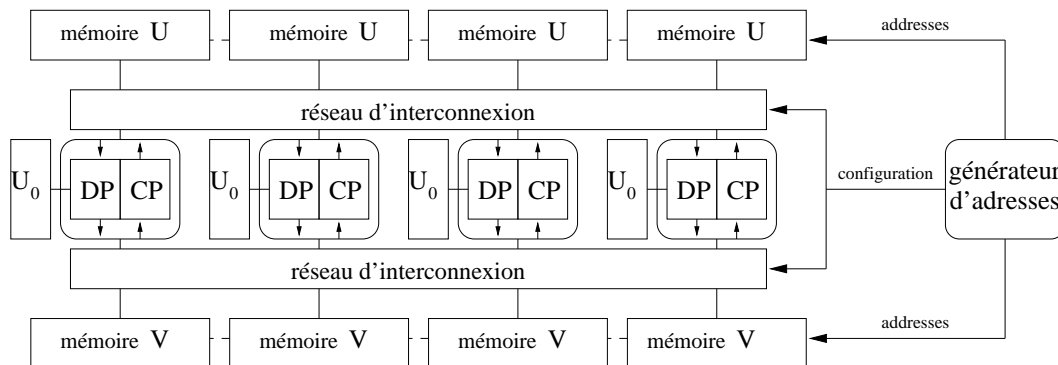 mémoire U mémoire U mémoire U mémoire U addresses
réseau d'interconnexion
U0 DP CP U0 DP CP U0 DP CP U0 DP CP configuration générateur
d'adresses
réseau d'interconnexion
mémoire V mémoire V mémoire V mémoire V addresses